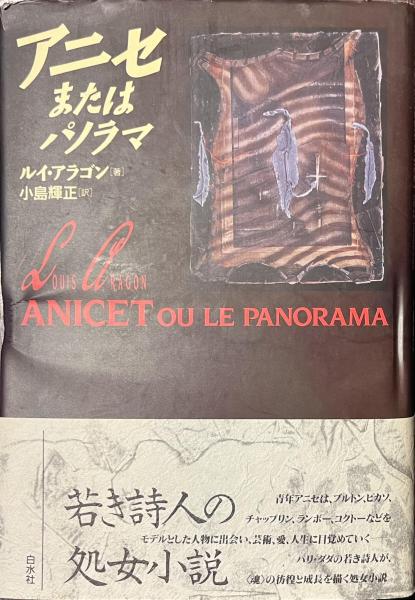 アニセ
または
パノラマ
ルイ・アラゴン[著]
小島輝正[訳]
LOUIS ARAGON
ANICET OU LE PANORAMA
若き詩人の
処女小説
青年アニセは、ブルトン、ピカソ、
チャップリン、ランボー、コクトーなどを
モデルとした人物に出会い、芸術、愛、人生に目覚めていく——
パリ・ダダの若き詩人が、
〈魂〉の彷徨と成長を描く処女小説
白水社